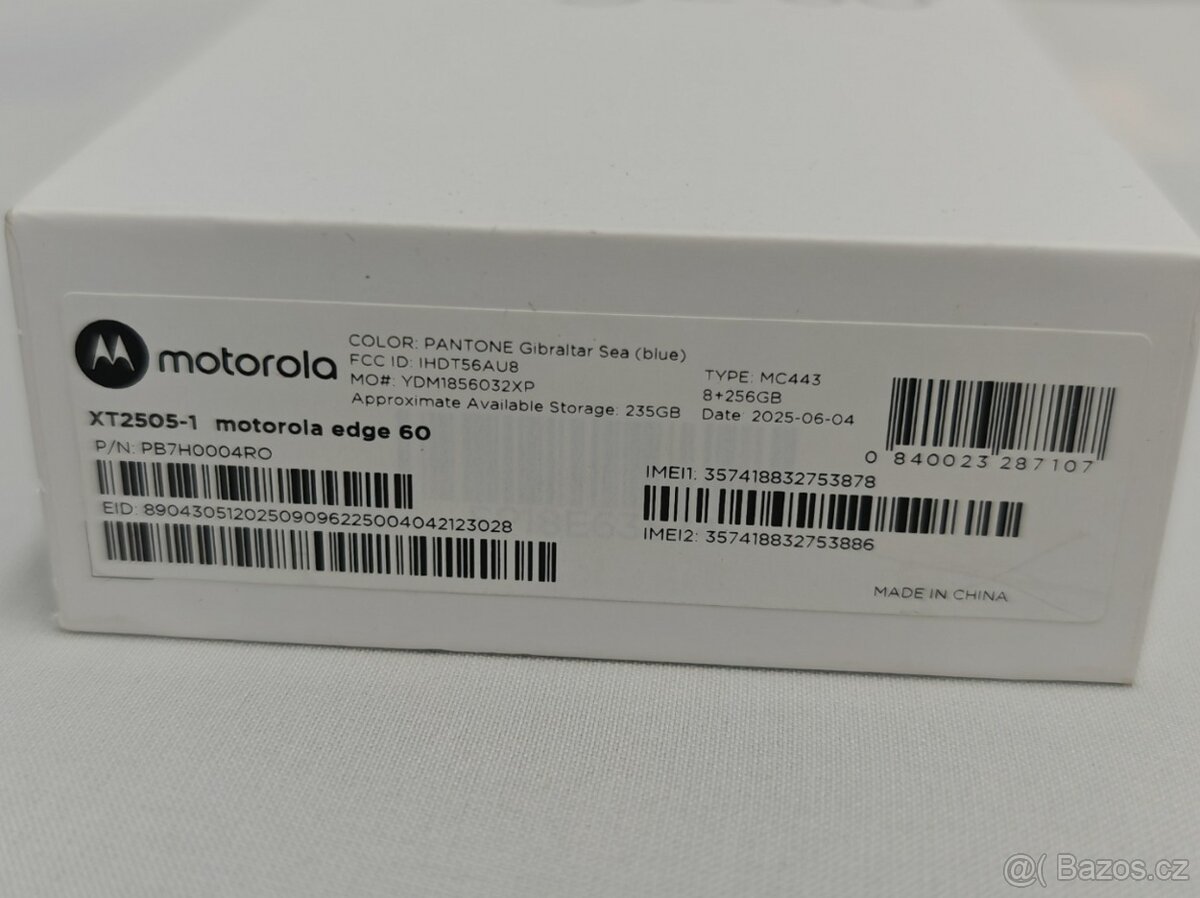 motorola
COLOR: PANTONE Gibraltar Sea (blue)
FCC ID: IHDT56AU8
MO#: YDM1856032XP
Approximate Available Storage: 235GB
TYPE: MC443
8+256GB
Date: 2025-06-04
XT2505-1 motorola edge 60
P/N: PB7H0004RO
EID: 89043051202509096225004042123028
0 840023 287107
IMEI1: 357418832753878
IMEI2: 357418832753886
MADE IN CHINA
@( Bazos.cz